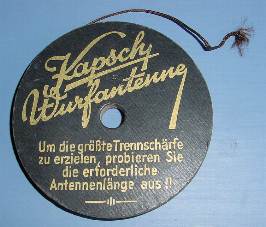 Kapsch
Wurfantenne
Um die größte Trennschärfe
zu erzielen, probieren Sie
die erforderliche
Antennenlänge aus!!